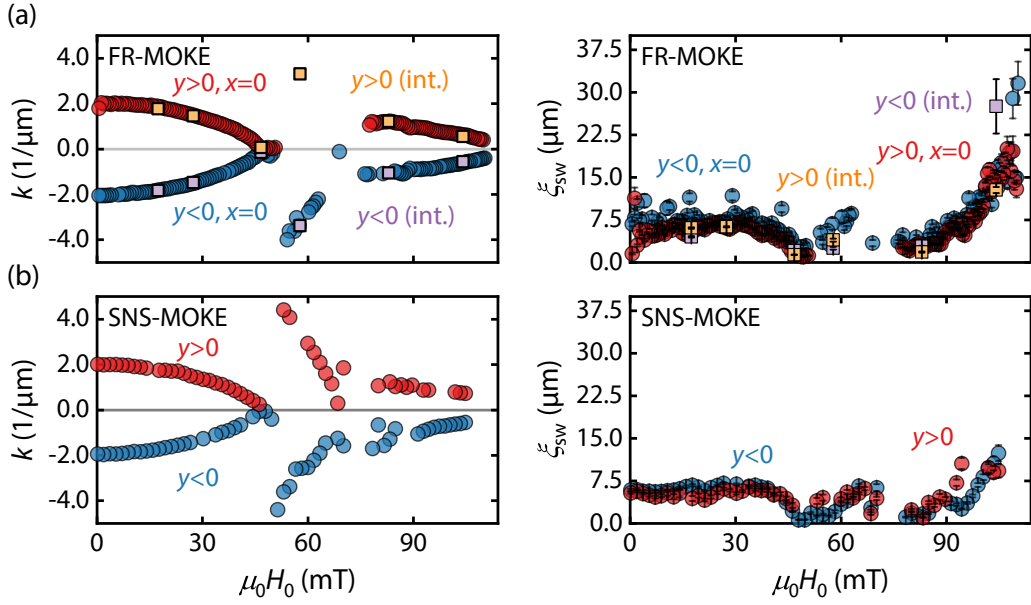 (a)
FR-MOKE
y>0, x=0
y>0 (int.)
y<0, x=0
y<0 (int.)
k (1/μm)
4.0
2.0
0.0
-2.0
-4.0
FR-MOKE
y<0 (int.)
y<0, x=0
y>0, x=0
y>0 (int.)
ξsw (μm)
37.5
30.0
22.5
15.0
7.5
0.0
(b)
SNS-MOKE
y>0
y<0
k (1/μm)
4.0
2.0
0.0
-2.0
-4.0
0 30 60 90
μ0H0 (mT)
SNS-MOKE
y<0
y>0
ξsw (μm)
37.5
30.0
22.5
15.0
7.5
0.0
0 30 60 90
μ0H0 (mT)